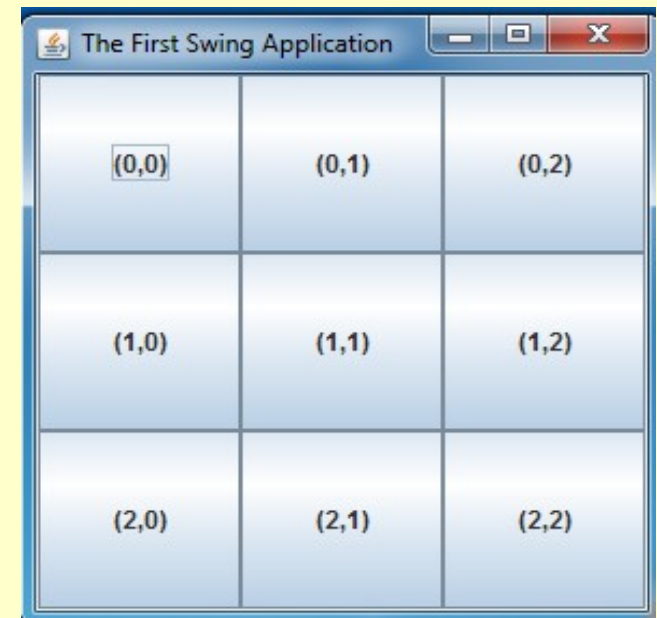 The First Swing Application
(0,0) (0,1) (0,2)
(1,0) (1,1) (1,2)
(2,0) (2,1) (2,2)